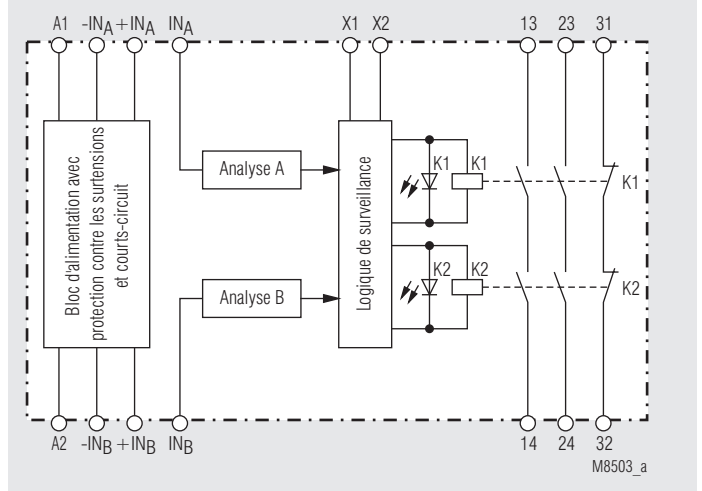 A1 -INA +INA INA X1 X2 13 23 31
Bloc d'alimentation avec
protection contre les surtensions
et courts-circuit
Analyse A
Logique de surveillance
K1 K1 K1
K2 K2 K2
Analyse B
A2 -INB +INB INB 14 24 32
M8503_a